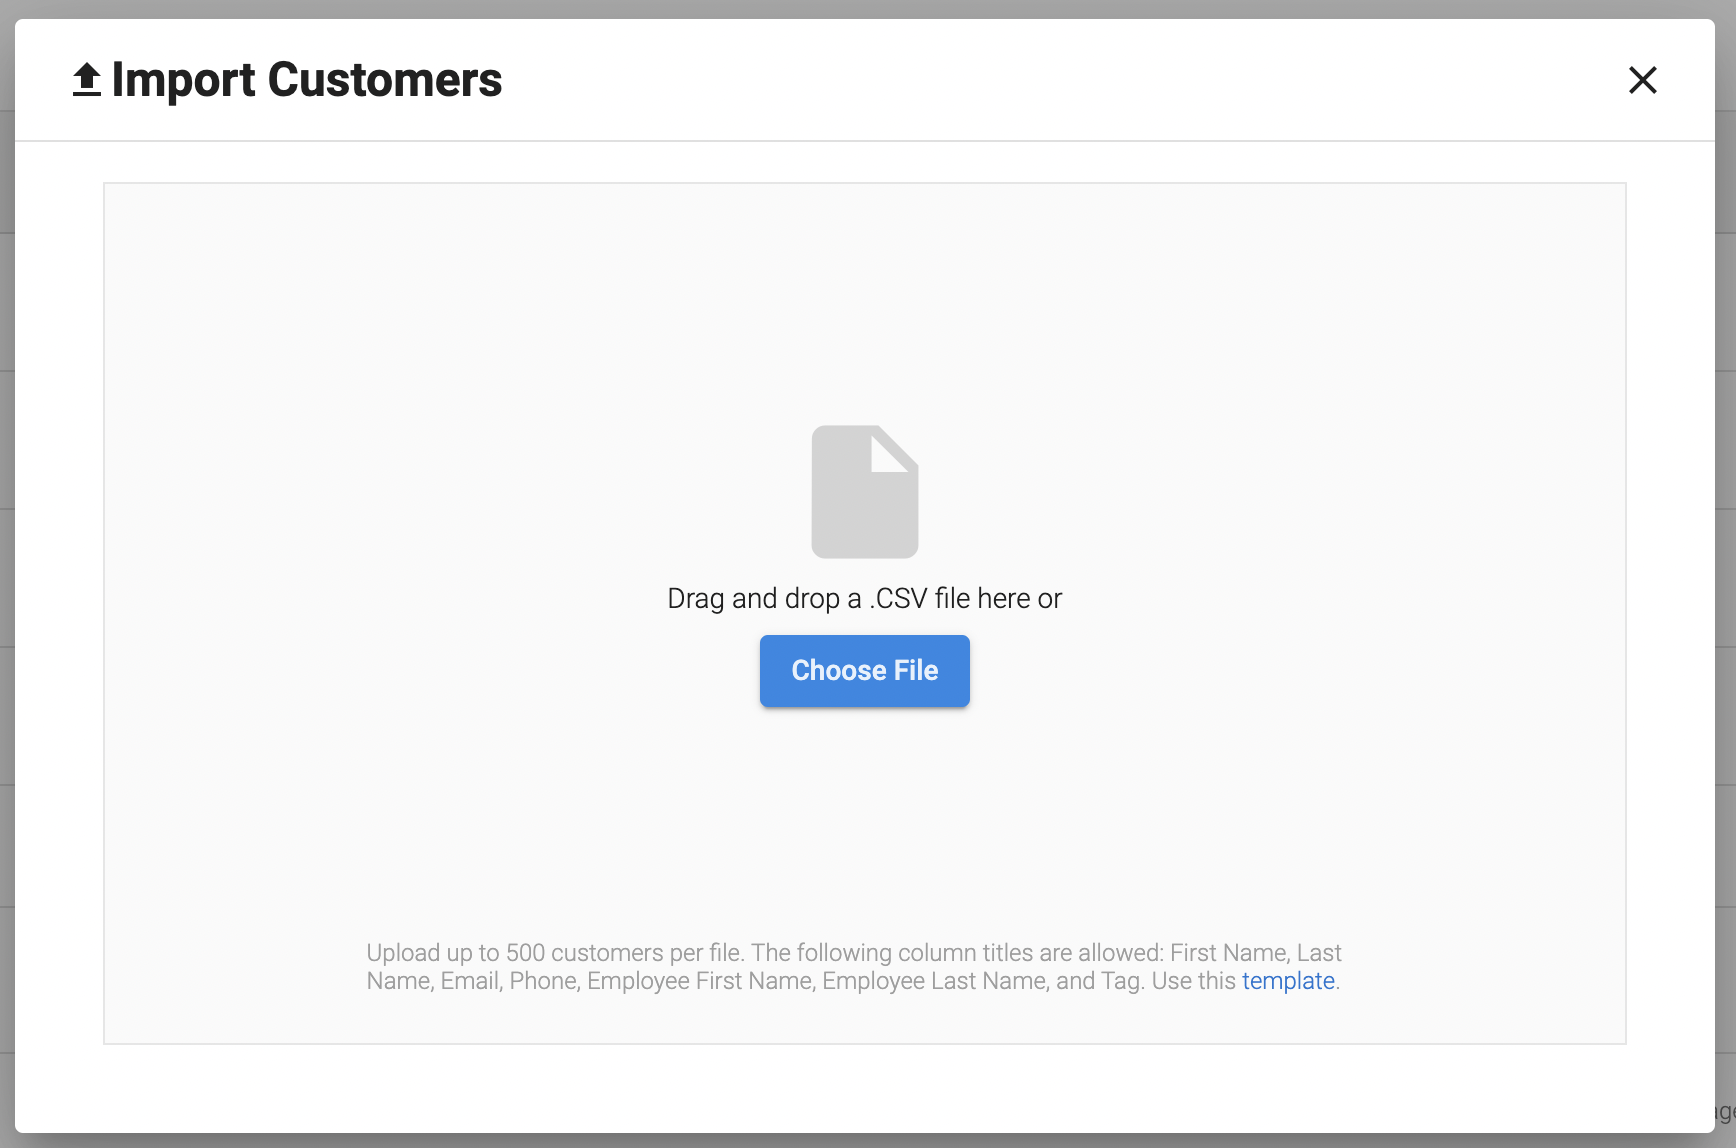 Import Customers
Drag and drop a .CSV file here or
Choose File
Upload up to 500 customers per file. The following column titles are allowed: First Name, Last
Name, Email, Phone, Employee First Name, Employee Last Name, and Tag. Use this template.